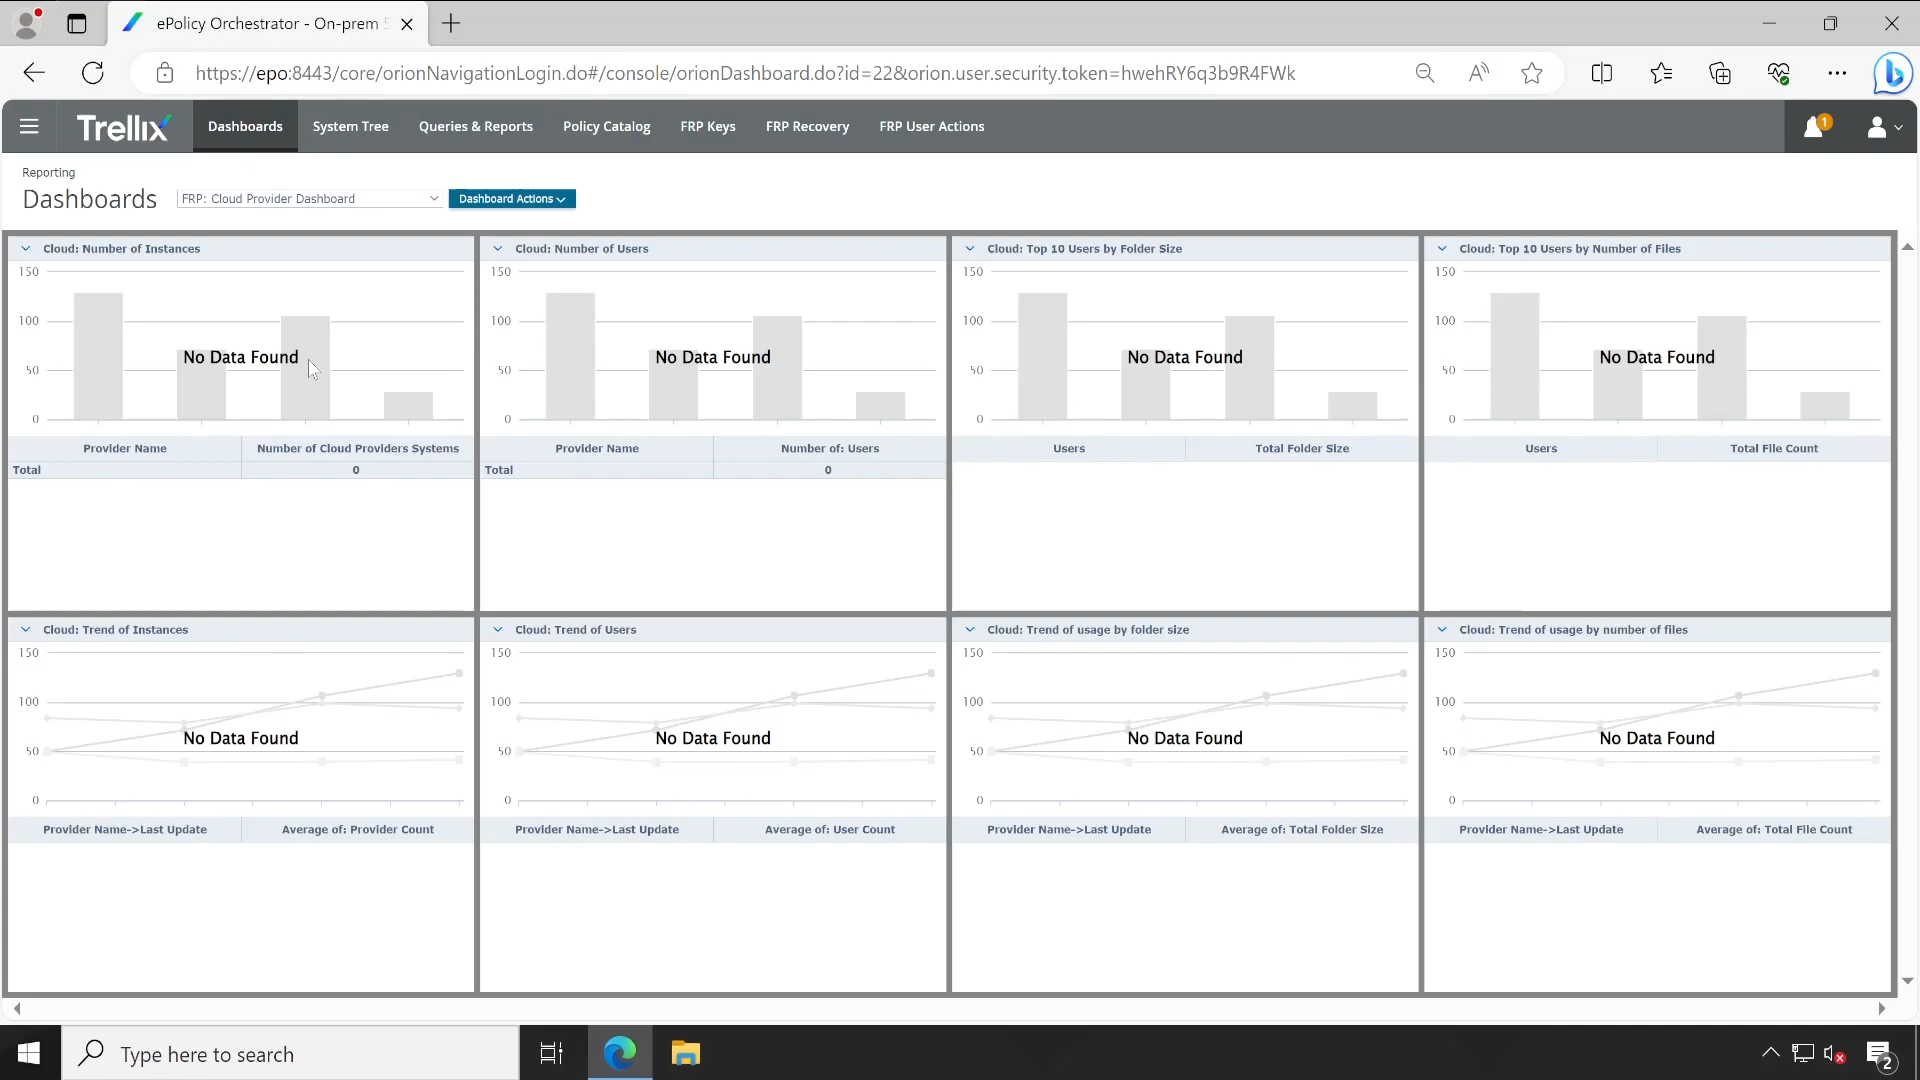 ePolicy Orchestrator - On-prem
https://epo:8443/core/orionNavigationLogin.do#/console/orionDashboard.do?id=22&orion.user.security.token=hwehRY6q3b9R4FWk
Trellix
Dashboards
System Tree
Queries & Reports
Policy Catalog
FRP Keys
FRP Recovery
FRP User Actions
1
Reporting
Dashboards
FRP: Cloud Provider Dashboard
Dashboard Actions
Cloud: Number of Instances
150
100
50
0
No Data Found
Provider Name
Number of Cloud Providers Systems
Total
0
Cloud: Number of Users
150
100
50
0
No Data Found
Provider Name
Number of: Users
Total
0
Cloud: Top 10 Users by Folder Size
150
100
50
0
No Data Found
Users
Total Folder Size
Cloud: Top 10 Users by Number of Files
150
100
50
0
No Data Found
Users
Total File Count
Cloud: Trend of Instances
150
100
50
0
No Data Found
Provider Name->Last Update
Average of: Provider Count
Cloud: Trend of Users
150
100
50
0
No Data Found
Provider Name->Last Update
Average of: User Count
Cloud: Trend of usage by folder size
150
100
50
0
No Data Found
Provider Name->Last Update
Average of: Total Folder Size
Cloud: Trend of usage by number of files
150
100
50
0
No Data Found
Provider Name->Last Update
Average of: Total File Count
Type here to search
2